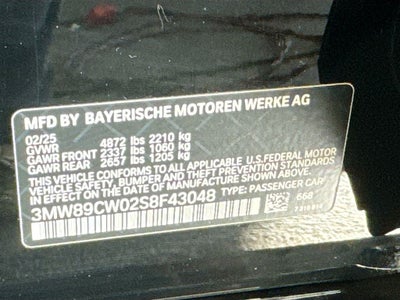 MFD BY BAYERISCHE MOTOREN WERKE AG
02/25
GVWR 4872 lbs 2210 kg
GAWR FRONT 2337 lbs 1060 kg
GAWR REAR 2657 lbs 1205 kg
THIS VEHICLE CONFORMS TO ALL APPLICABLE U.S. FEDERAL MOTOR
VEHICLE SAFETY, BUMPER, AND THEFT PREVENTION STANDARDS
IN EFFECT ON THE DATE OF MANUFACTURE SHOWN ABOVE.
3MW89CW02S8F43048 TYPE: PASSENGER CAR
668